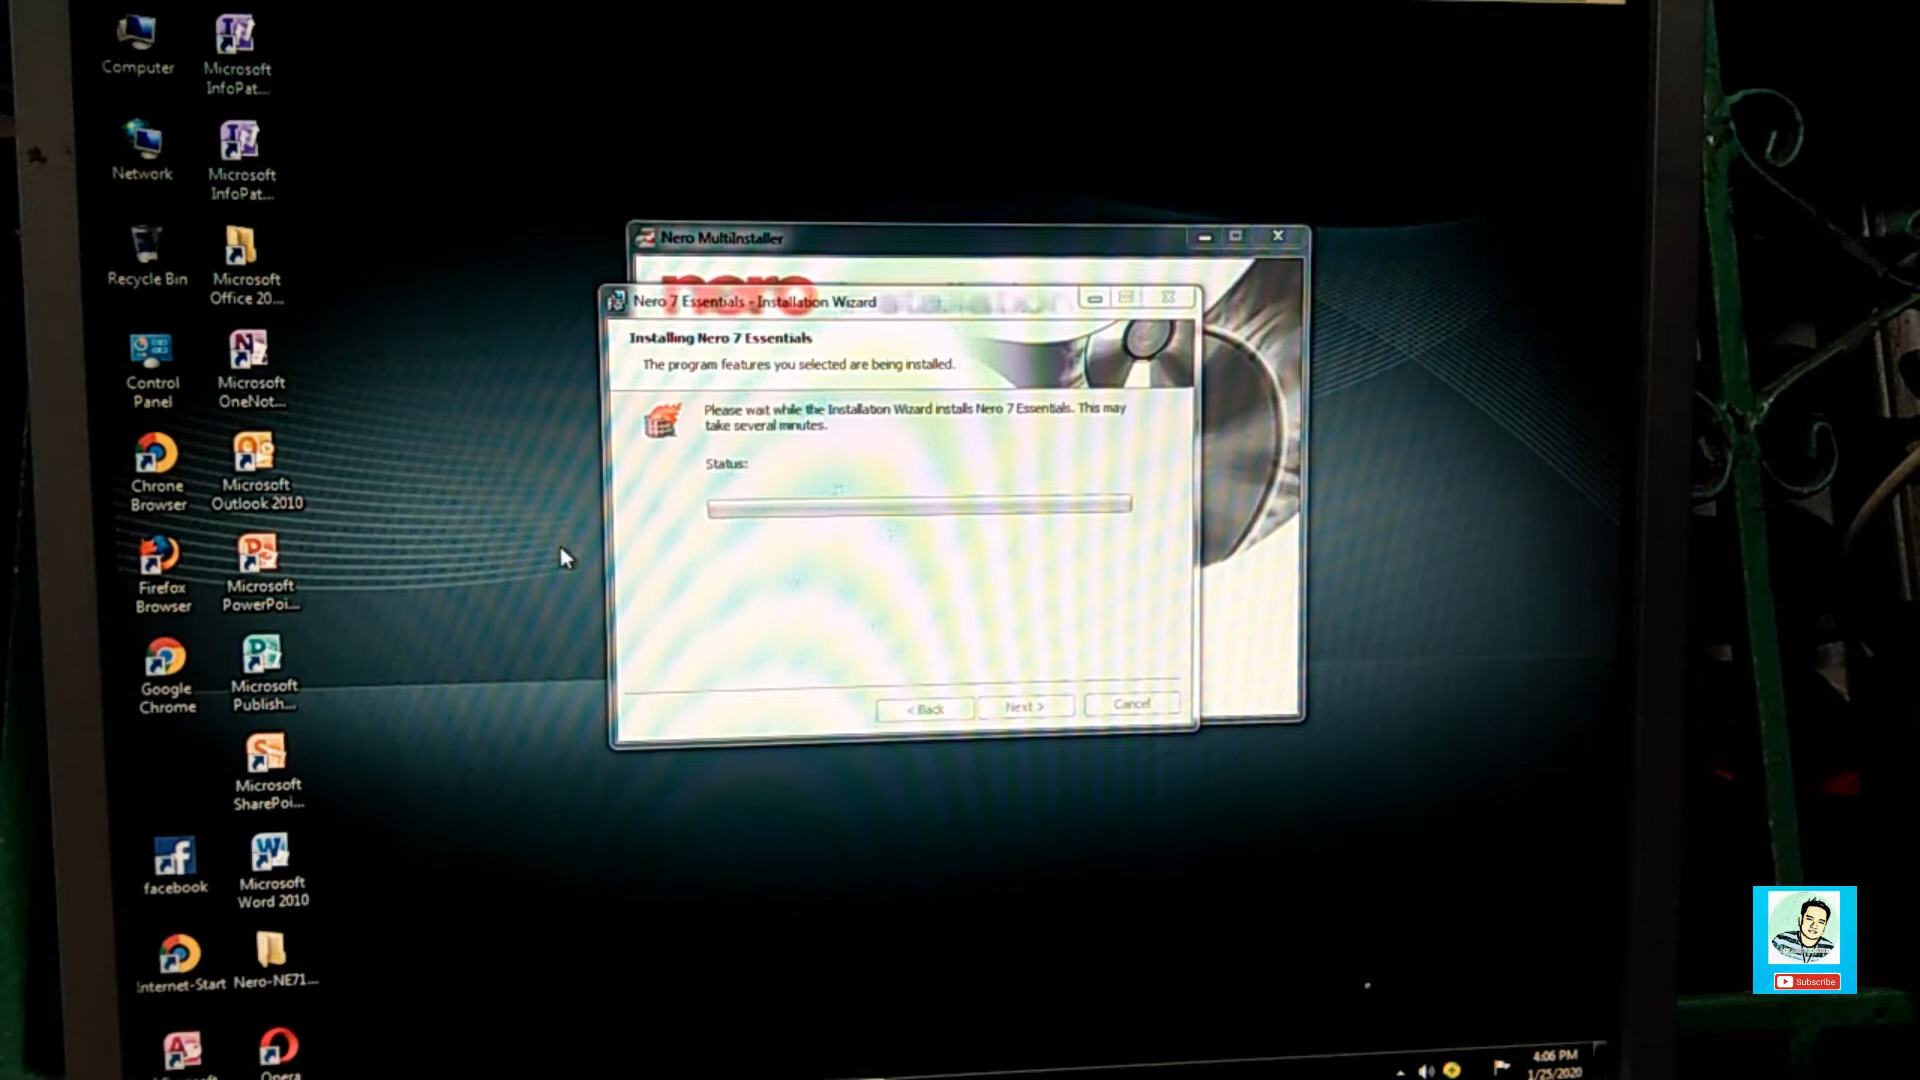 Computer
Microsoft
InfoPat...
Network
Microsoft
InfoPat...
Recycle Bin
Microsoft
Office 20...
Control
Panel
Microsoft
OneNot...
Chrome
Browser
Microsoft
Outlook 2010
Firefox
Browser
Microsoft
PowerPoi...
Google
Chrome
Microsoft
Publish...
Microsoft
SharePoi...
facebook
Microsoft
Word 2010
Internet-Start
Nero-NE71...
Opera
Nero MultiInstaller
nero
Nero 7 Essentials - Installation Wizard
Installing Nero 7 Essentials
The program features you selected are being installed.
Please wait while the Installation Wizard installs Nero 7 Essentials. This may
take several minutes.
Status:
< Back
Next >
Cancel
Subscribe
4:06 PM
1/25/2020